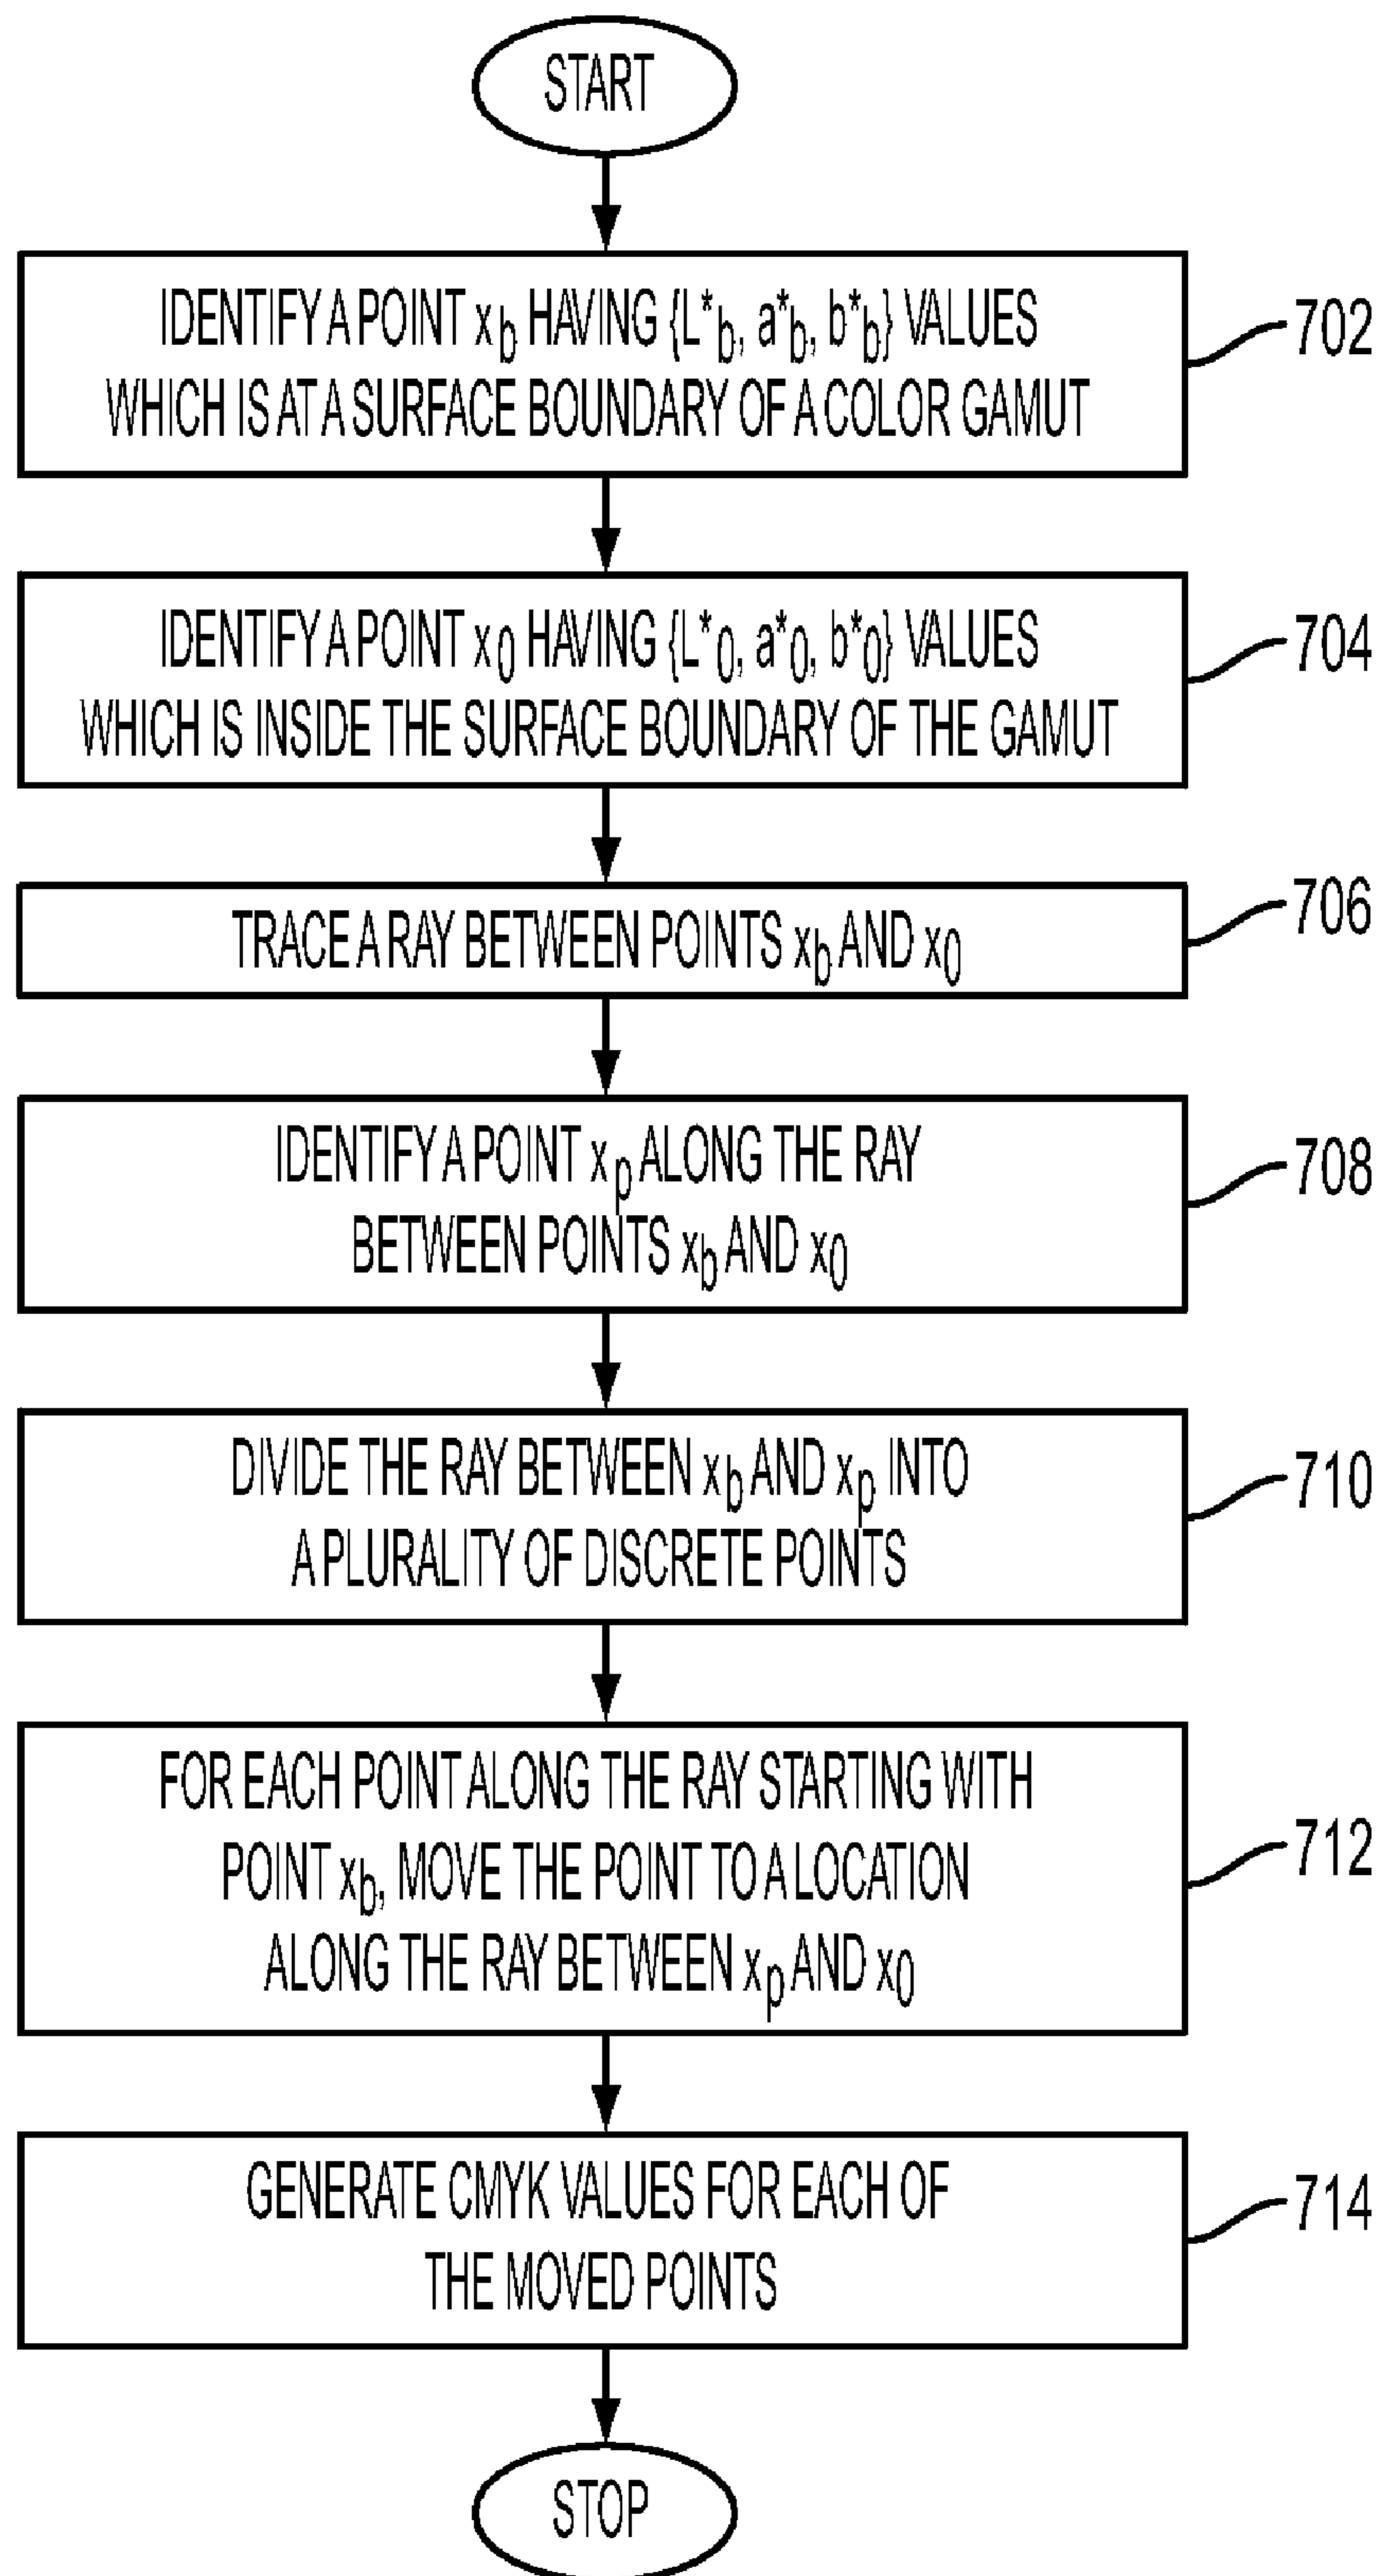 START
IDENTIFY A POINT xb HAVING {L*b, a*b, b*b} VALUES
WHICH IS AT A SURFACE BOUNDARY OF A COLOR GAMUT
702
IDENTIFY A POINT x0 HAVING {L*0, a*0, b*0} VALUES
WHICH IS INSIDE THE SURFACE BOUNDARY OF THE GAMUT
704
TRACE A RAY BETWEEN POINTS xb AND x0
706
IDENTIFY A POINT xp ALONG THE RAY
BETWEEN POINTS xb AND x0
708
DIVIDE THE RAY BETWEEN xb AND xp INTO
A PLURALITY OF DISCRETE POINTS
710
FOR EACH POINT ALONG THE RAY STARTING WITH
POINT xb, MOVE THE POINT TO A LOCATION
ALONG THE RAY BETWEEN xp AND x0
712
GENERATE CMYK VALUES FOR EACH OF
THE MOVED POINTS
714
STOP